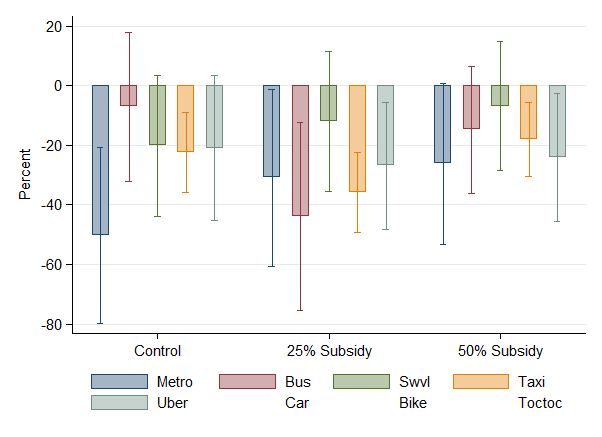 20
0
-20
-40
-60
-80
Percent
Control 25% Subsidy 50% Subsidy
Metro Bus Swvl Taxi
Uber Car Bike Toctoc